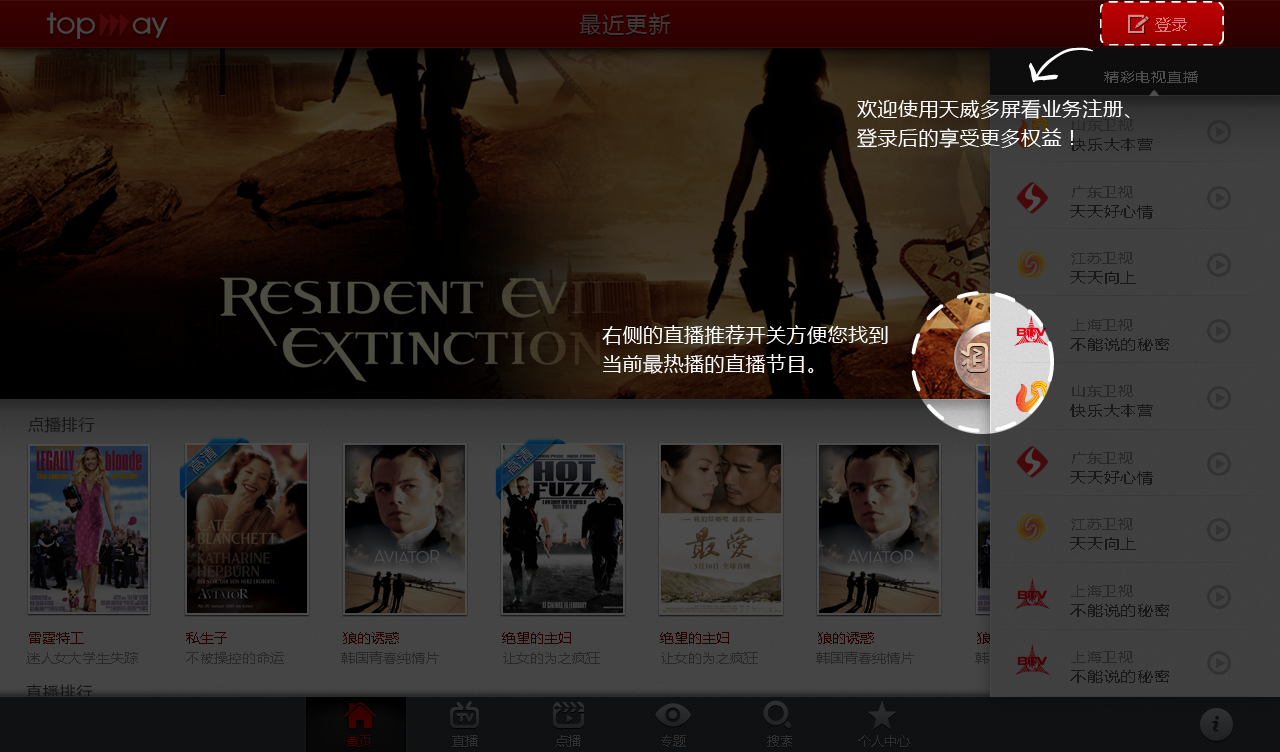 topway
最近更新
登录
精彩电视直播
欢迎使用天威多屏看业务注册、
登录后的享受更多权益！
山东卫视
快乐大本营
广东卫视
天天好心情
江苏卫视
天天向上
上海卫视
不能说的秘密
山东卫视
快乐大本营
广东卫视
天天好心情
江苏卫视
天天向上
上海卫视
不能说的秘密
上海卫视
不能说的秘密
BTV
BTV
BTV
RESIDENT EVI
EXTINCTION
右侧的直播推荐开关方便您找到
当前最热播的直播节目。
点播排行
LEGALLY blonde
高清
CATE
BLANCHETT
KATHARINE
HEPBURN
AVIATOR
AVIATOR
高清
HOT
FUZZ
最爱
AVIATOR
雷霆特工
迷人女大学生失踪
私生子
不被操控的命运
狼的诱惑
韩国青春纯情片
绝望的主妇
让女的为之疯狂
绝望的主妇
让女的为之疯狂
狼的诱惑
韩国青春纯情片
狼
韩
直播排行
首页
直播
点播
专题
搜索
个人中心